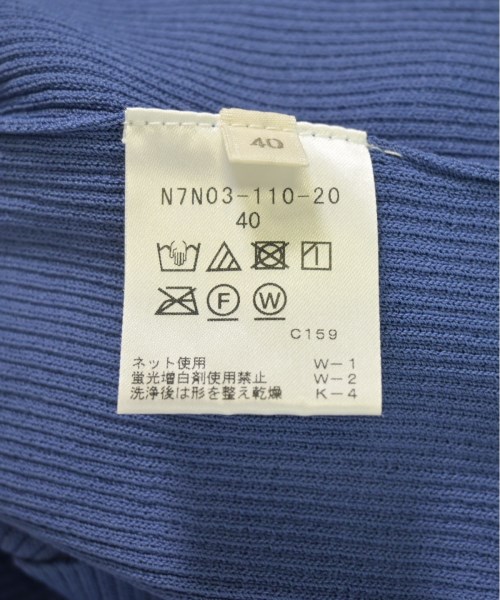 40
N7N03-110-20
40
F W
C159
ネット使用 W-1
蛍光増白剤使用禁止 W-2
洗浄後は形を整え乾燥 K-4